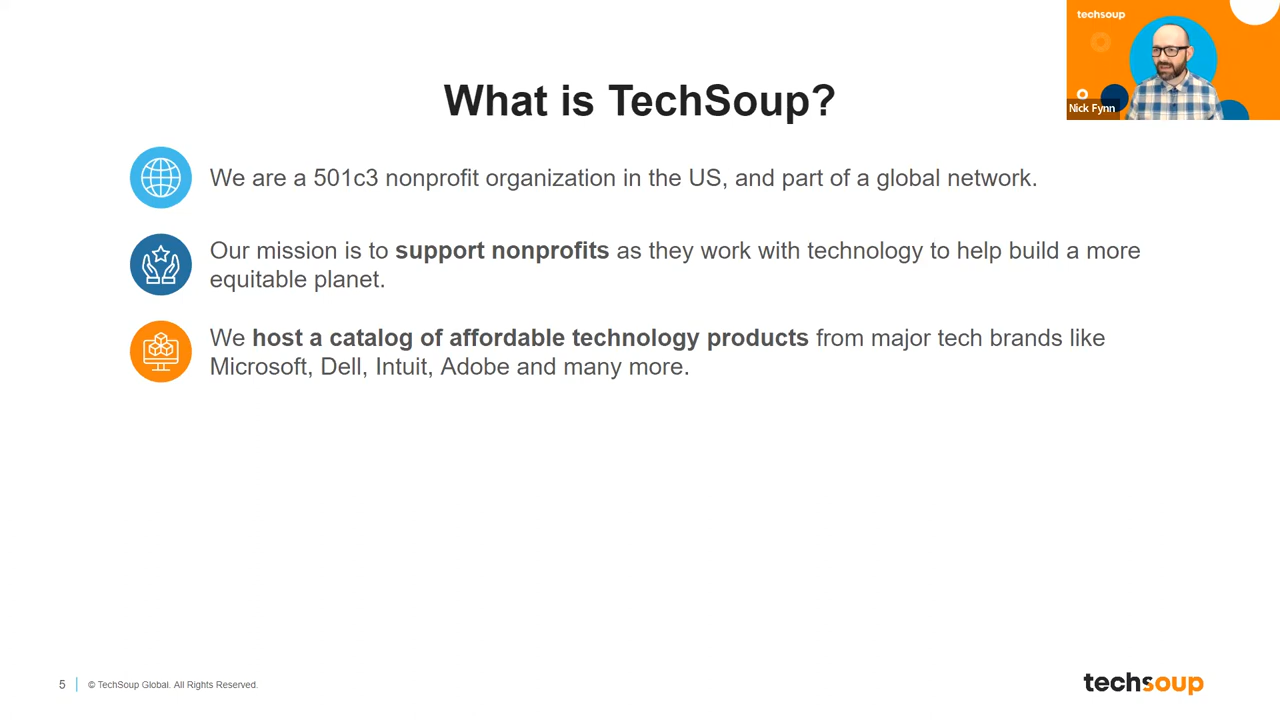 techsoup
Nick Fynn
What is TechSoup?
We are a 501c3 nonprofit organization in the US, and part of a global network.
Our mission is to support nonprofits as they work with technology to help build a more
equitable planet.
We host a catalog of affordable technology products from major tech brands like
Microsoft, Dell, Intuit, Adobe and many more.
5
© TechSoup Global. All Rights Reserved.
techsoup